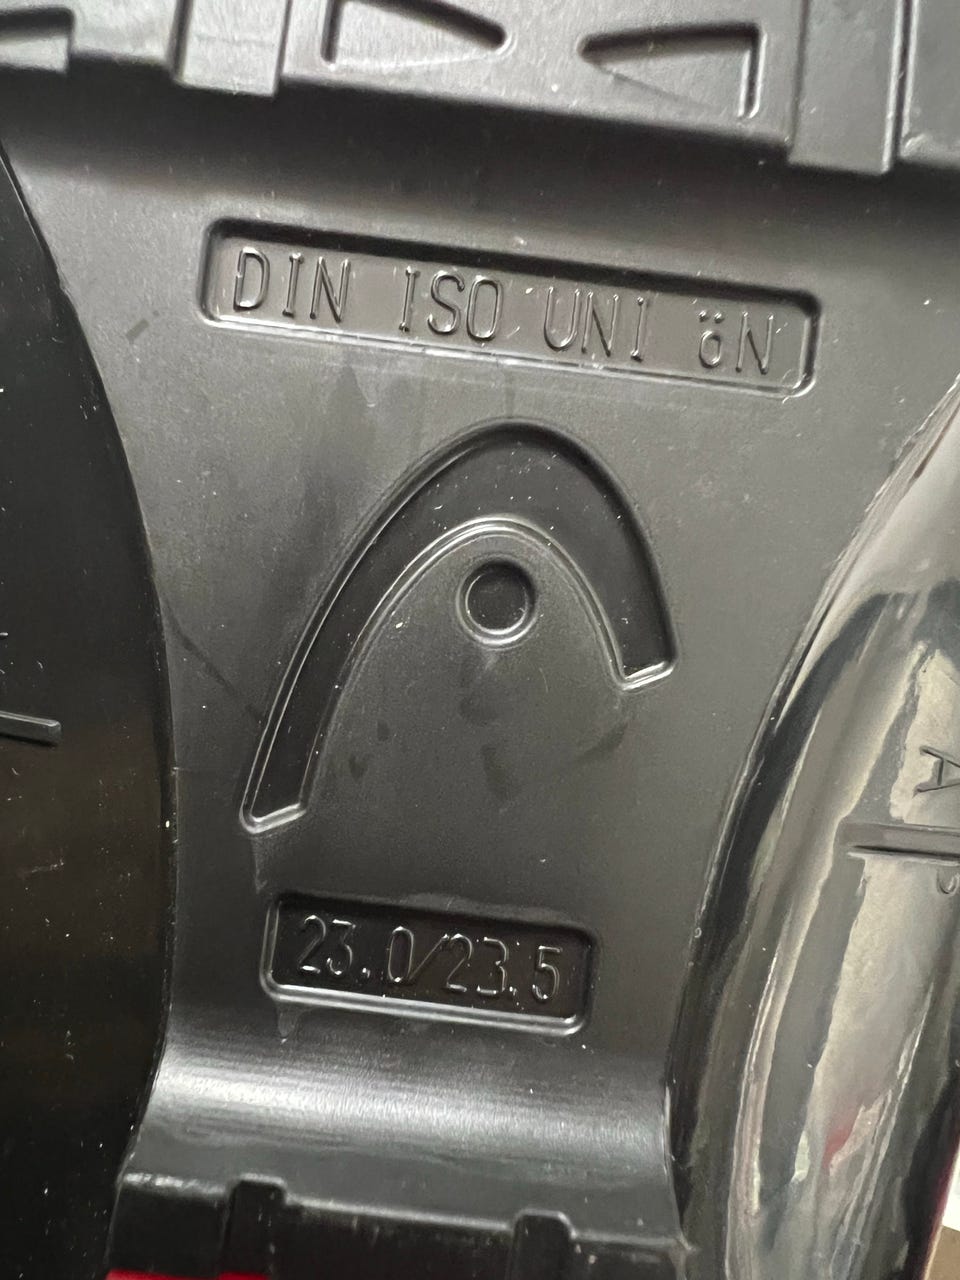 DIN ISO UNI öN
23.0/23.5
A